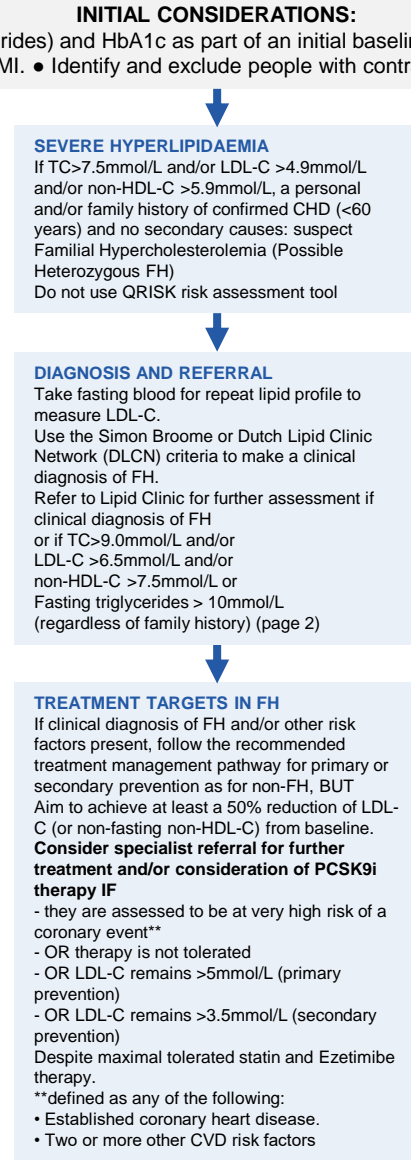 INITIAL CONSIDERATIONS:
rides) and HbA1c as part of an initial baselin
MI. ● Identify and exclude people with contr
SEVERE HYPERLIPIDAEMIA
If TC>7.5mmol/L and/or LDL-C >4.9mmol/L
and/or non-HDL-C >5.9mmol/L, a personal
and/or family history of confirmed CHD (<60
years) and no secondary causes: suspect
Familial Hypercholesterolemia (Possible
Heterozygous FH)
Do not use QRISK risk assessment tool
DIAGNOSIS AND REFERRAL
Take fasting blood for repeat lipid profile to
measure LDL-C.
Use the Simon Broome or Dutch Lipid Clinic
Network (DLCN) criteria to make a clinical
diagnosis of FH.
Refer to Lipid Clinic for further assessment if
clinical diagnosis of FH
or if TC>9.0mmol/L and/or
LDL-C >6.5mmol/L and/or
non-HDL-C >7.5mmol/L or
Fasting triglycerides > 10mmol/L
(regardless of family history) (page 2)
TREATMENT TARGETS IN FH
If clinical diagnosis of FH and/or other risk
factors present, follow the recommended
treatment management pathway for primary or
secondary prevention as for non-FH, BUT
Aim to achieve at least a 50% reduction of LDL-
C (or non-fasting non-HDL-C) from baseline.
Consider specialist referral for further
treatment and/or consideration of PCSK9i
therapy IF
- they are assessed to be at very high risk of a
coronary event**
- OR therapy is not tolerated
- OR LDL-C remains >5mmol/L (primary
prevention)
- OR LDL-C remains >3.5mmol/L (secondary
prevention)
Despite maximal tolerated statin and Ezetimibe
therapy.
**defined as any of the following:
• Established coronary heart disease.
• Two or more other CVD risk factors